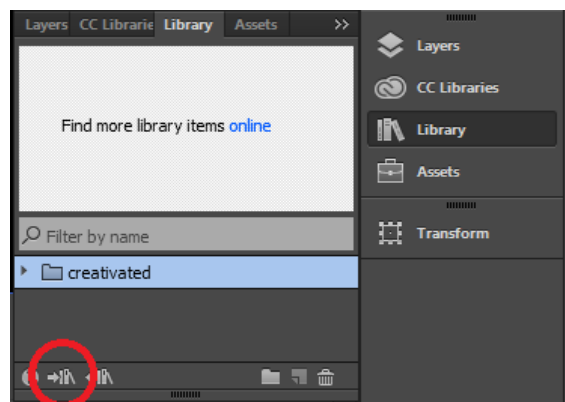 Layers CC Librarie Library Assets >>
Find more library items online
Filter by name
creativated
Layers
CC Libraries
Library
Assets
Transform